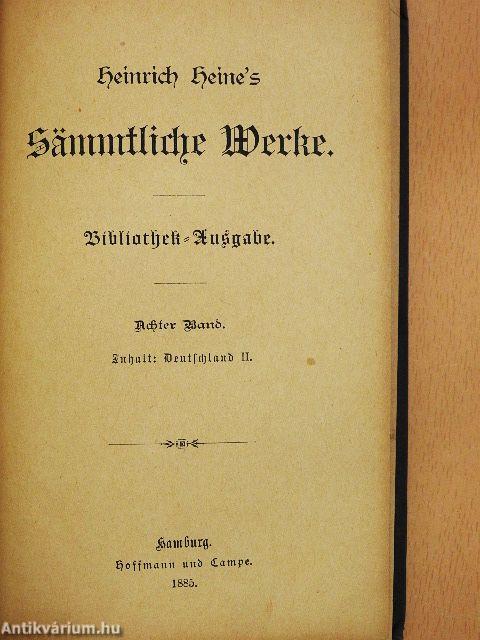 Heinrich Heine's
Sämmtliche Werke.
Bibliothek-Ausgabe.
Achter Band.
Inhalt: Deutschland II.
Hamburg.
Hoffmann und Campe.
1885.
Antikvárium.hu